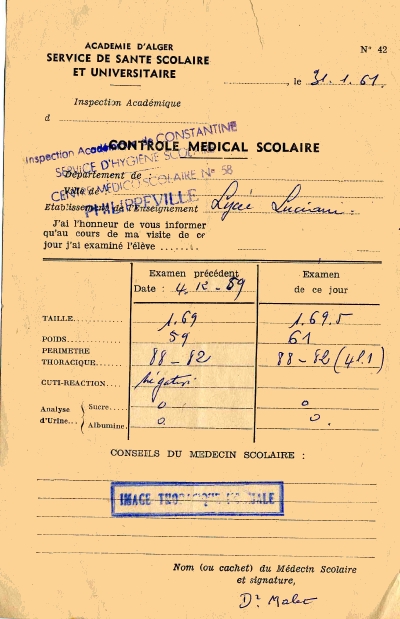 ACADEMIE D'ALGER
SERVICE DE SANTE SCOLAIRE
ET UNIVERSITAIRE
N° 42
, le 31.1.61.
Inspection Académique
d
CONTROLE MEDICAL SCOLAIRE
Inspection Académique de CONSTANTINE
SERVICE D'HYGIÈNE SCOLAIRE
CENTRE MÉDICO SCOLAIRE N° 58
PHILIPPEVILLE
Département de :
Ville de
Etablissement d'Enseignement Lycée Luciani.
J'ai l'honneur de vous informer
qu'au cours de ma visite de ce
jour j'ai examiné l'élève
Examen précédent
Date : 4.12-59
Examen
de ce jour
TAILLE 1.69 1.69.5
POIDS 59 61
PERIMETRE
THORACIQUE 88-82 88-82 (4l.1)
CUTI-REACTION négatif
Analyse
d'Urine
Sucre 0 0
Albumine 0. 0.
CONSEILS DU MEDECIN SCOLAIRE :
IMAGE THORACIQUE NORMALE
Nom (ou cachet) du Médecin Scolaire
et signature,
Dr Malet